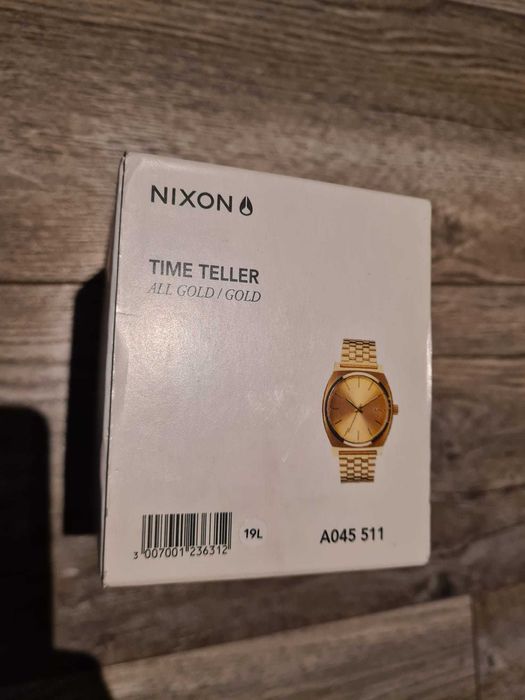 NIXON
TIME TELLER
ALL GOLD / GOLD
3 007001 236312
19L
A045 511